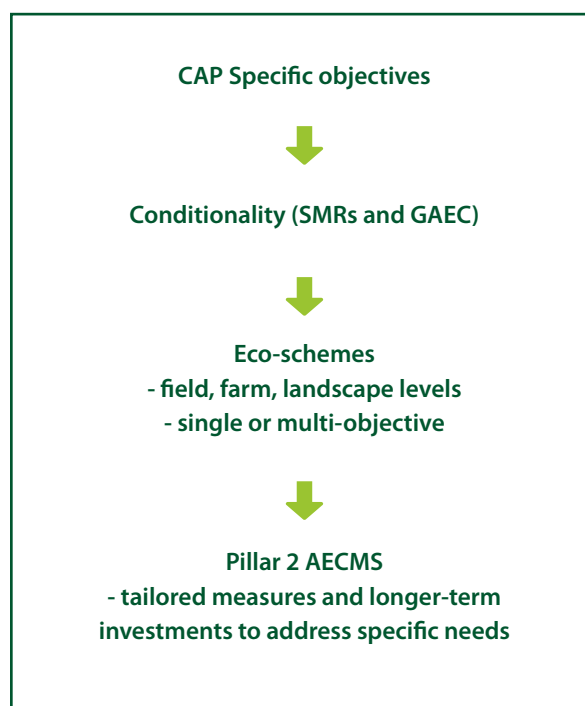 CAP Specific objectives
Conditionality (SMRs and GAEC)
Eco-schemes
- field, farm, landscape levels
- single or multi-objective
Pillar 2 AECMS
- tailored measures and longer-term
investments to address specific needs